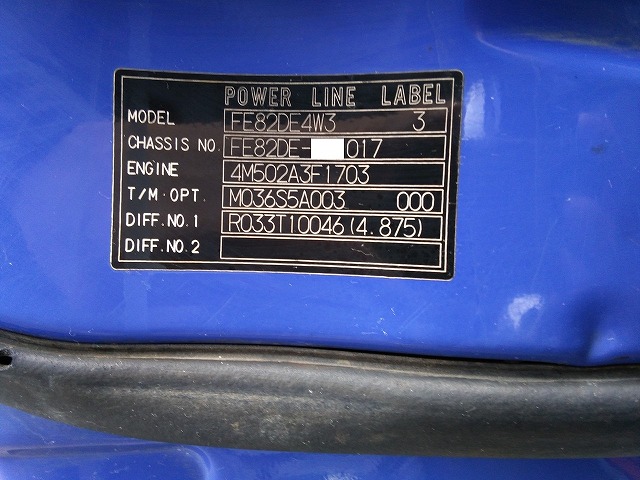 POWER LINE LABEL
MODEL FE82DE4W3 3
CHASSIS NO. FE82DE- 017
ENGINE 4M502A3F1703
T/M·OPT. M036S5A003 000
DIFF.NO.1 R033T10046(4.875)
DIFF.NO.2